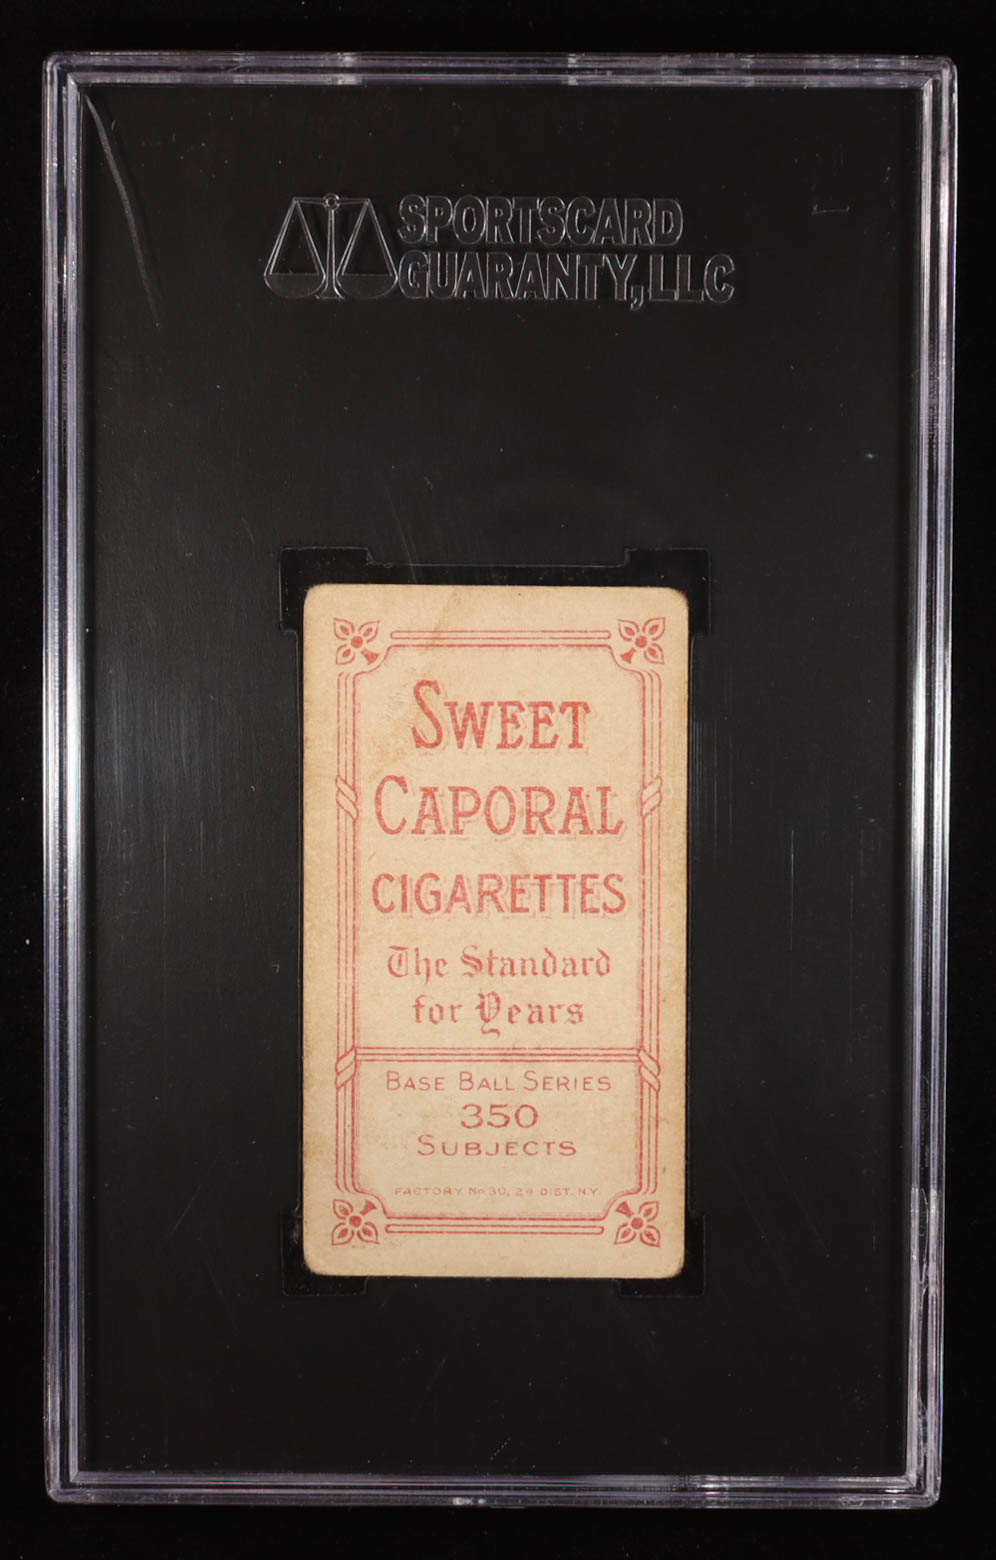 SPORTSCARD
GUARANTY, LLC
SWEET
CAPORAL
CIGARETTES
The Standard
for Years
BASE BALL SERIES
350
SUBJECTS
FACTORY No 30, 2d DIST. N.Y.